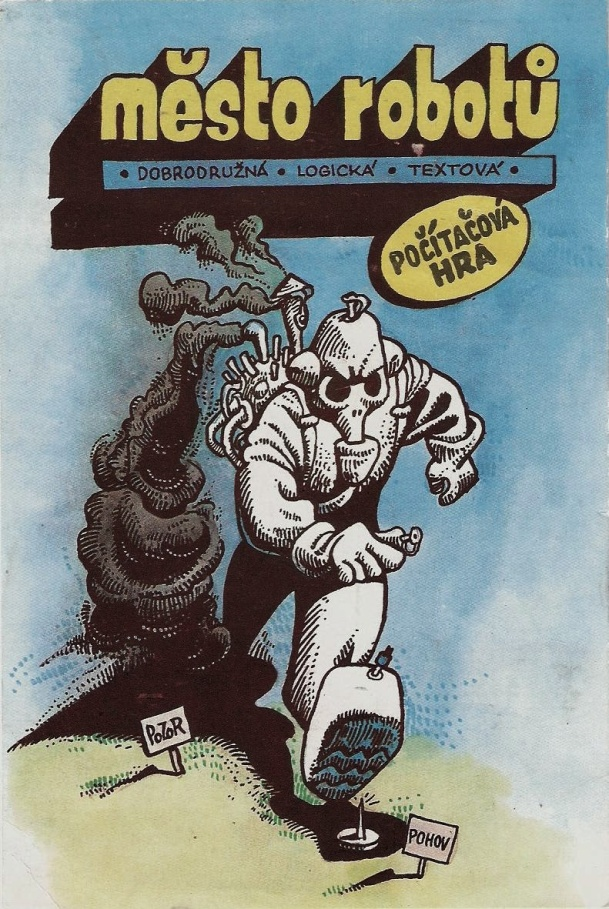 město robotů
• DOBRODRUŽNÁ • LOGICKÁ • TEXTOVÁ •
POČÍTAČOVÁ
HRA
POZOR
POHOV